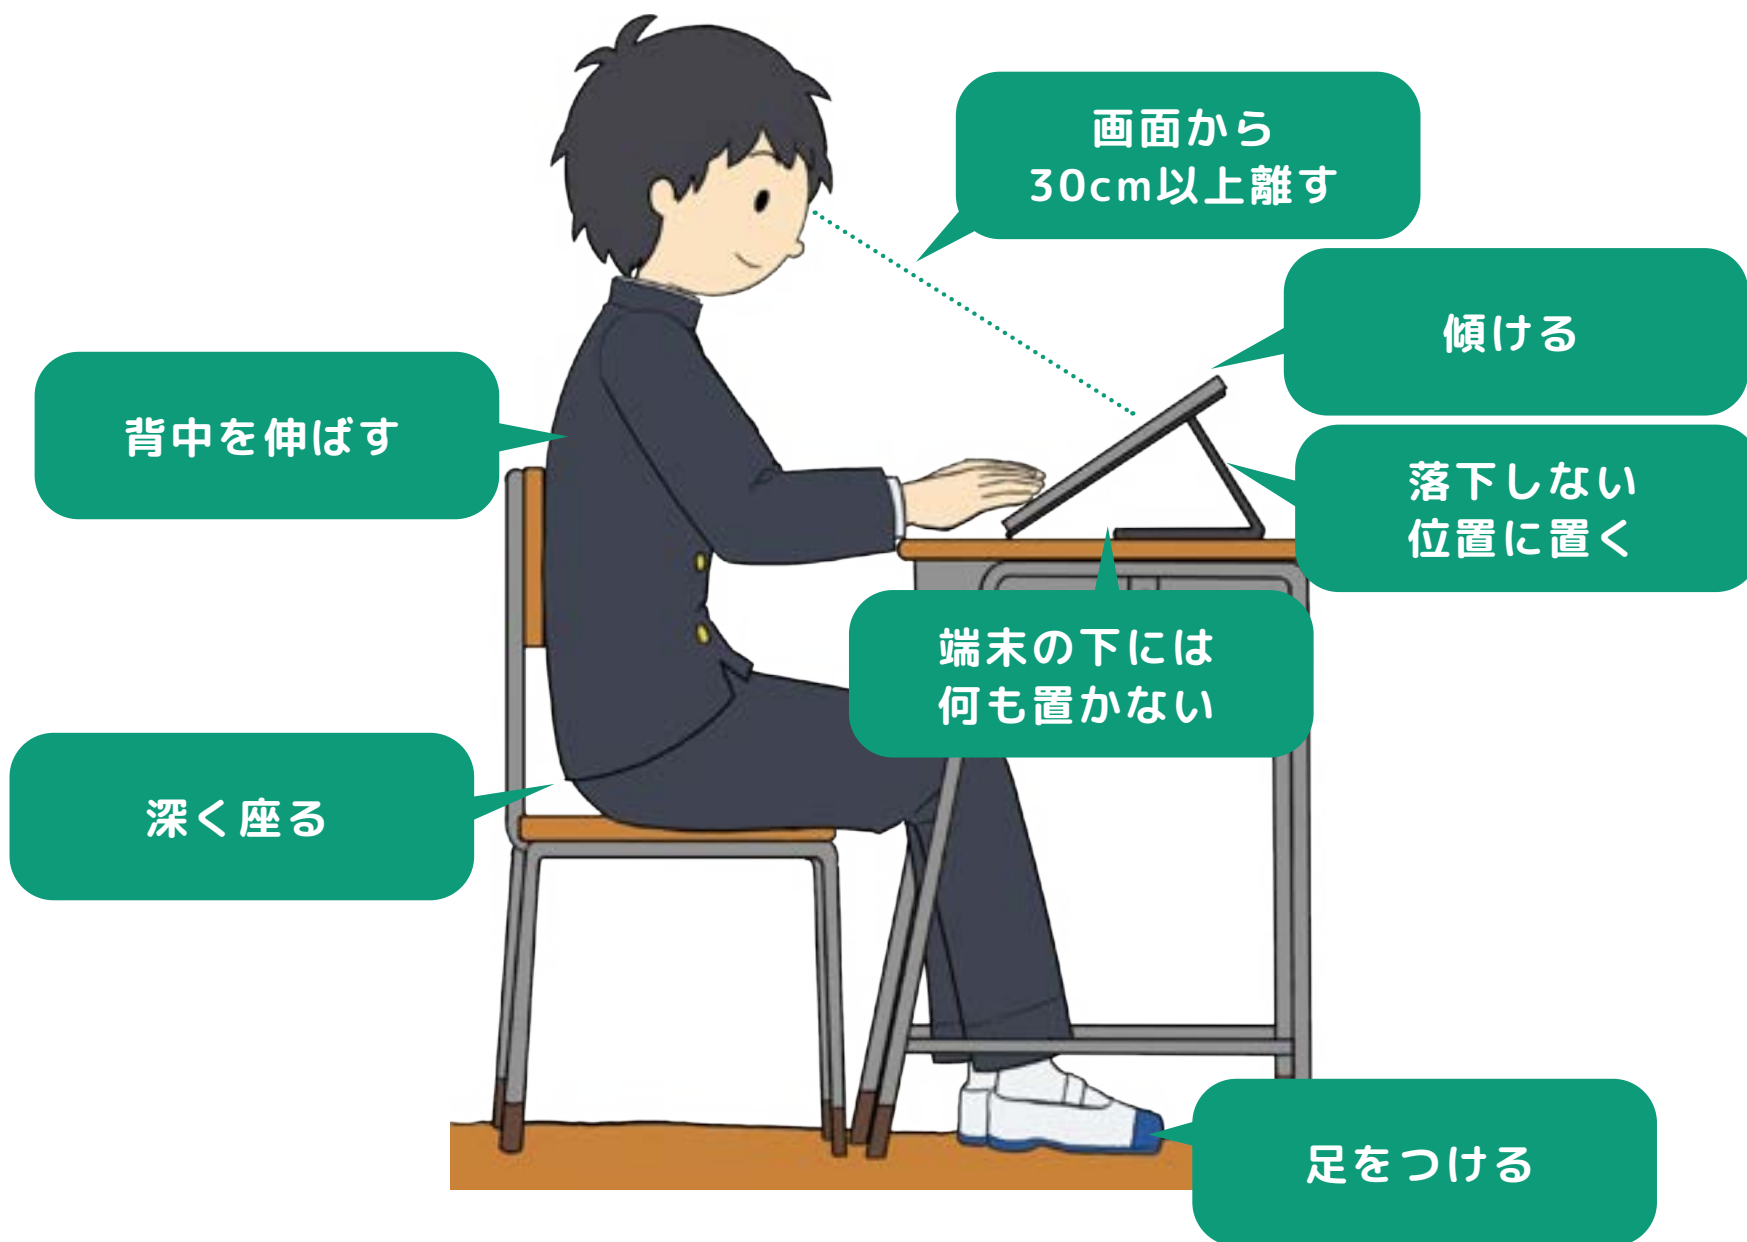 画面から
30cm以上離す
傾ける
背中を伸ばす
落下しない
位置に置く
端末の下には
何も置かない
深く座る
足をつける